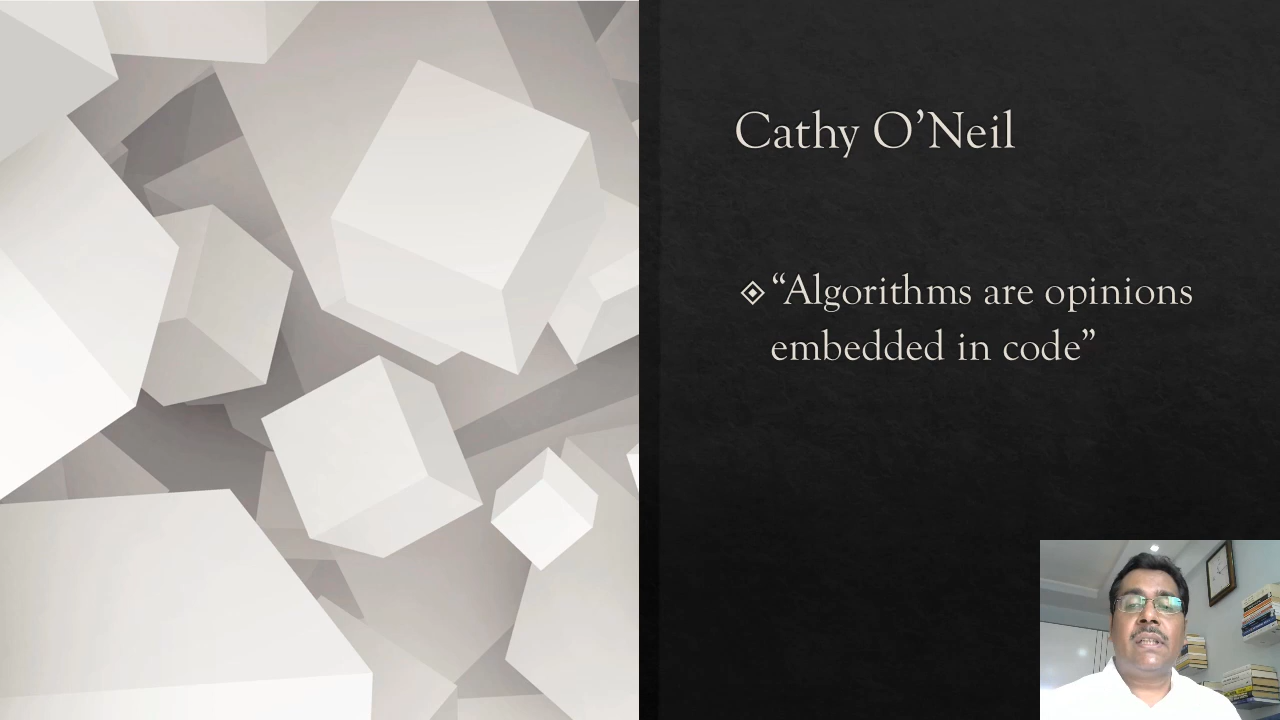 Cathy O’Neil
“Algorithms are opinions
embedded in code”